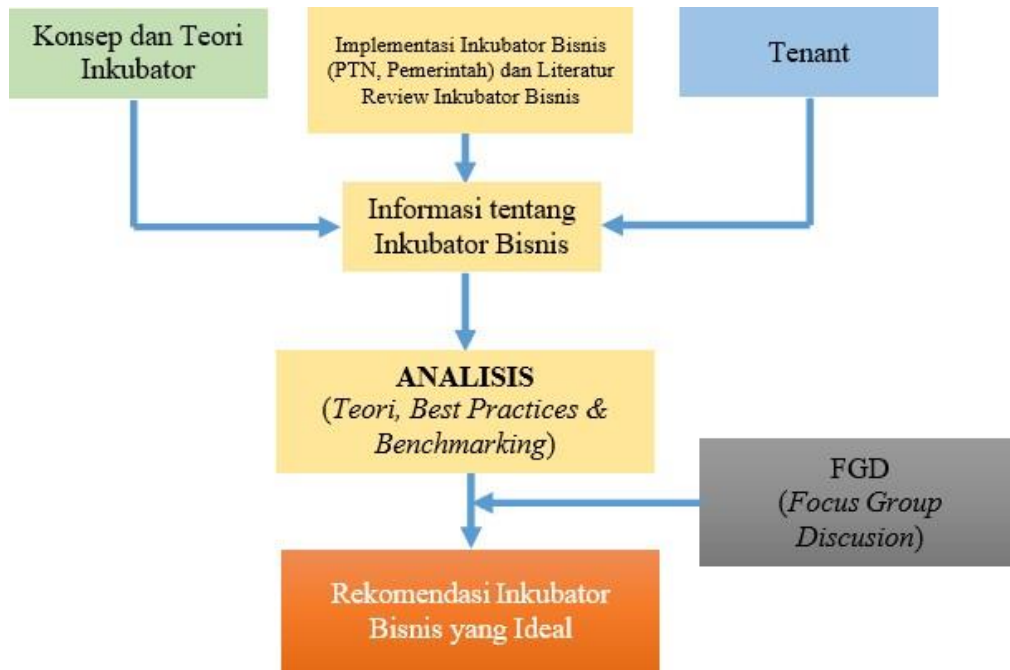 Konsep dan Teori
Inkubator
Implementasi Inkubator Bisnis
(PTN, Pemerintah) dan Literatur
Review Inkubator Bisnis
Tenant
Informasi tentang
Inkubator Bisnis
ANALISIS
(Teori, Best Practices &
Benchmarking)
FGD
(Focus Group
Discusion)
Rekomendasi Inkubator
Bisnis yang Ideal